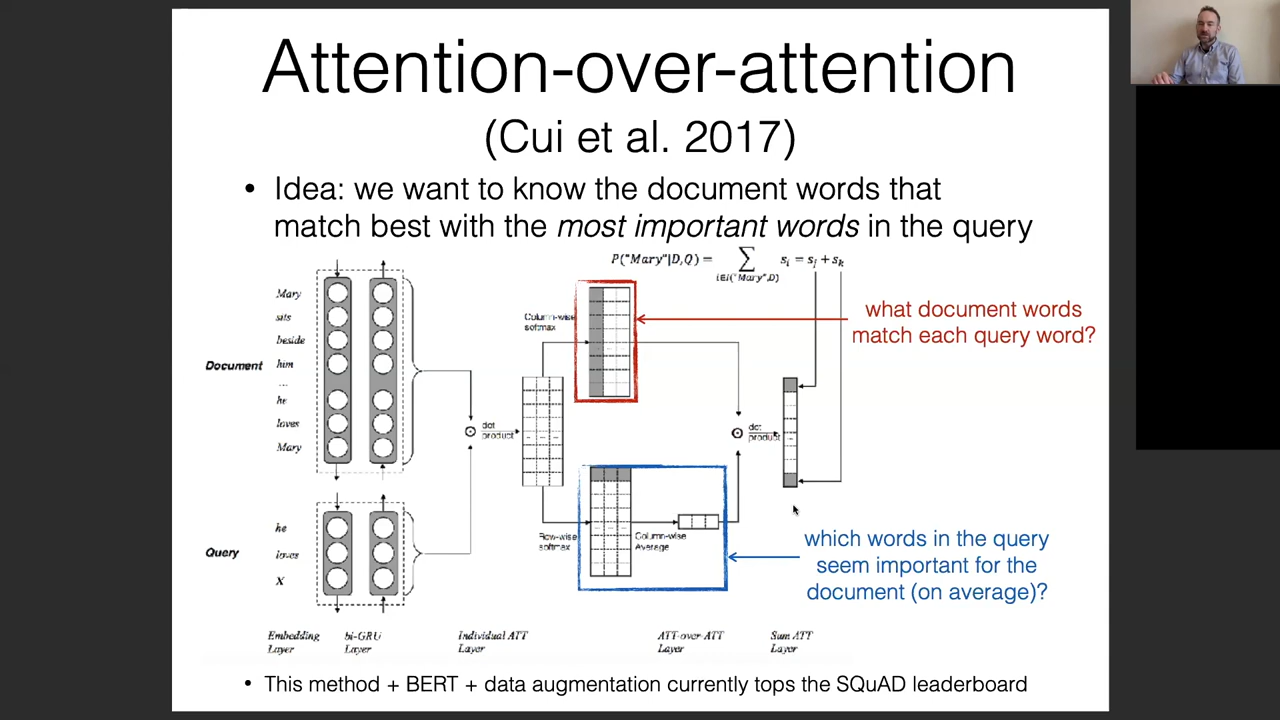 Attention-over-attention
(Cui et al. 2017)
• Idea: we want to know the document words that
match best with the most important words in the query
P("Mary"|D,Q) = ∑ i∈I("Mary",D) si = sj + sk
what document words
match each query word?
Mary
sits
beside
him
...
he
loves
Mary
Document
Column-wise
softmax
dot
product
dot
product
he
loves
X
Query
Row-wise
softmax
Column-wise
Average
which words in the query
seem important for the
document (on average)?
Embedding
Layer
bi-GRU
Layer
Individual ATT
Layer
ATT-over-ATT
Layer
Sum ATT
Layer
• This method + BERT + data augmentation currently tops the SQuAD leaderboard